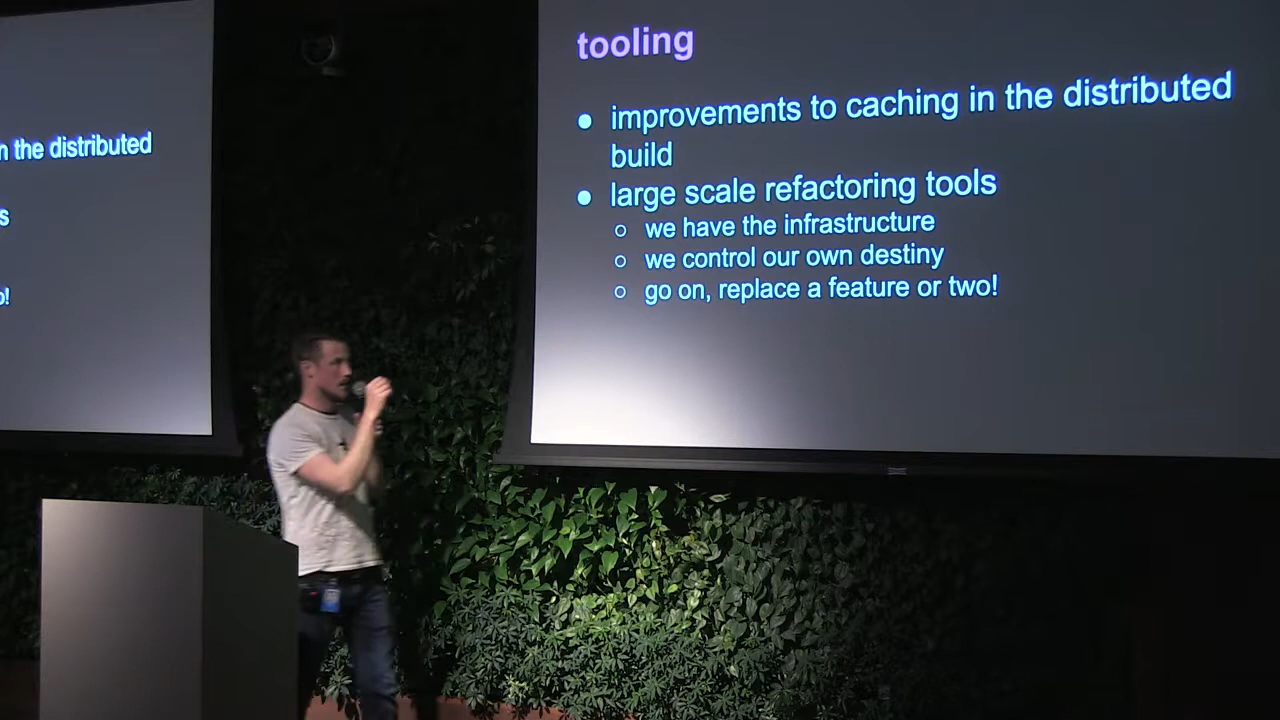 n the distributed
s
o!
tooling
improvements to caching in the distributed
build
large scale refactoring tools
we have the infrastructure
we control our own destiny
go on, replace a feature or two!